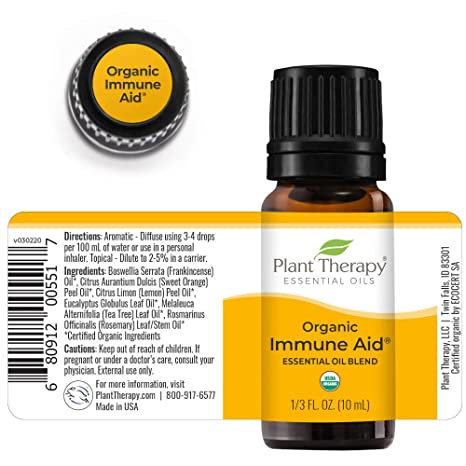 Organic
Immune
Aid®
v030220
6 80912 00551 7
Directions: Aromatic - Diffuse using 3-4 drops
per 100 mL of water or use in a personal
inhaler. Topical - Dilute to 2-5% in a carrier.
Ingredients: Boswellia Serrata (Frankincense)
Oil*, Citrus Aurantium Dulcis (Sweet Orange)
Peel Oil*, Citrus Limon (Lemon) Peel Oil*,
Eucalyptus Globulus Leaf Oil*, Melaleuca
Alternifolia (Tea Tree) Leaf Oil*, Rosmarinus
Officinalis (Rosemary) Leaf/Stem Oil*
*Certified Organic Ingredients
Cautions: Keep out of reach of children. If
pregnant or under a doctor's care, consult your
physician. External use only.
For more information, visit
PlantTherapy.com | 800-917-6577
Made in USA
Plant Therapy®
ESSENTIAL OILS
Organic
Immune Aid®
ESSENTIAL OIL BLEND
USDA
ORGANIC
1/3 FL. OZ. (10 mL)
Plant Therapy, LLC | Twin Falls, ID 83301
Certified organic by ECOCERT SA